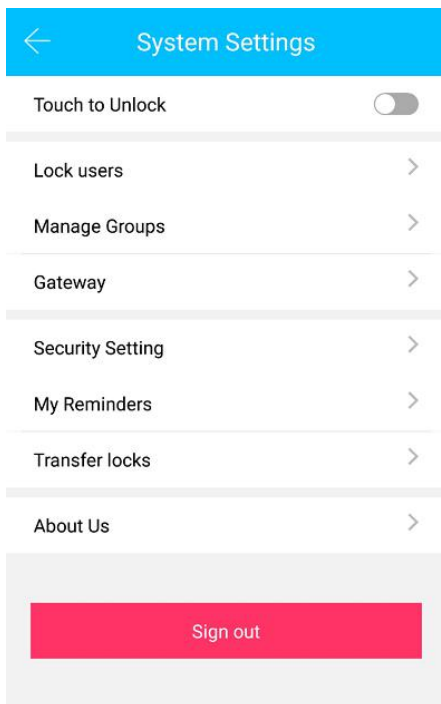 System Settings
Touch to Unlock
Lock users
Manage Groups
Gateway
Security Setting
My Reminders
Transfer locks
About Us
Sign out